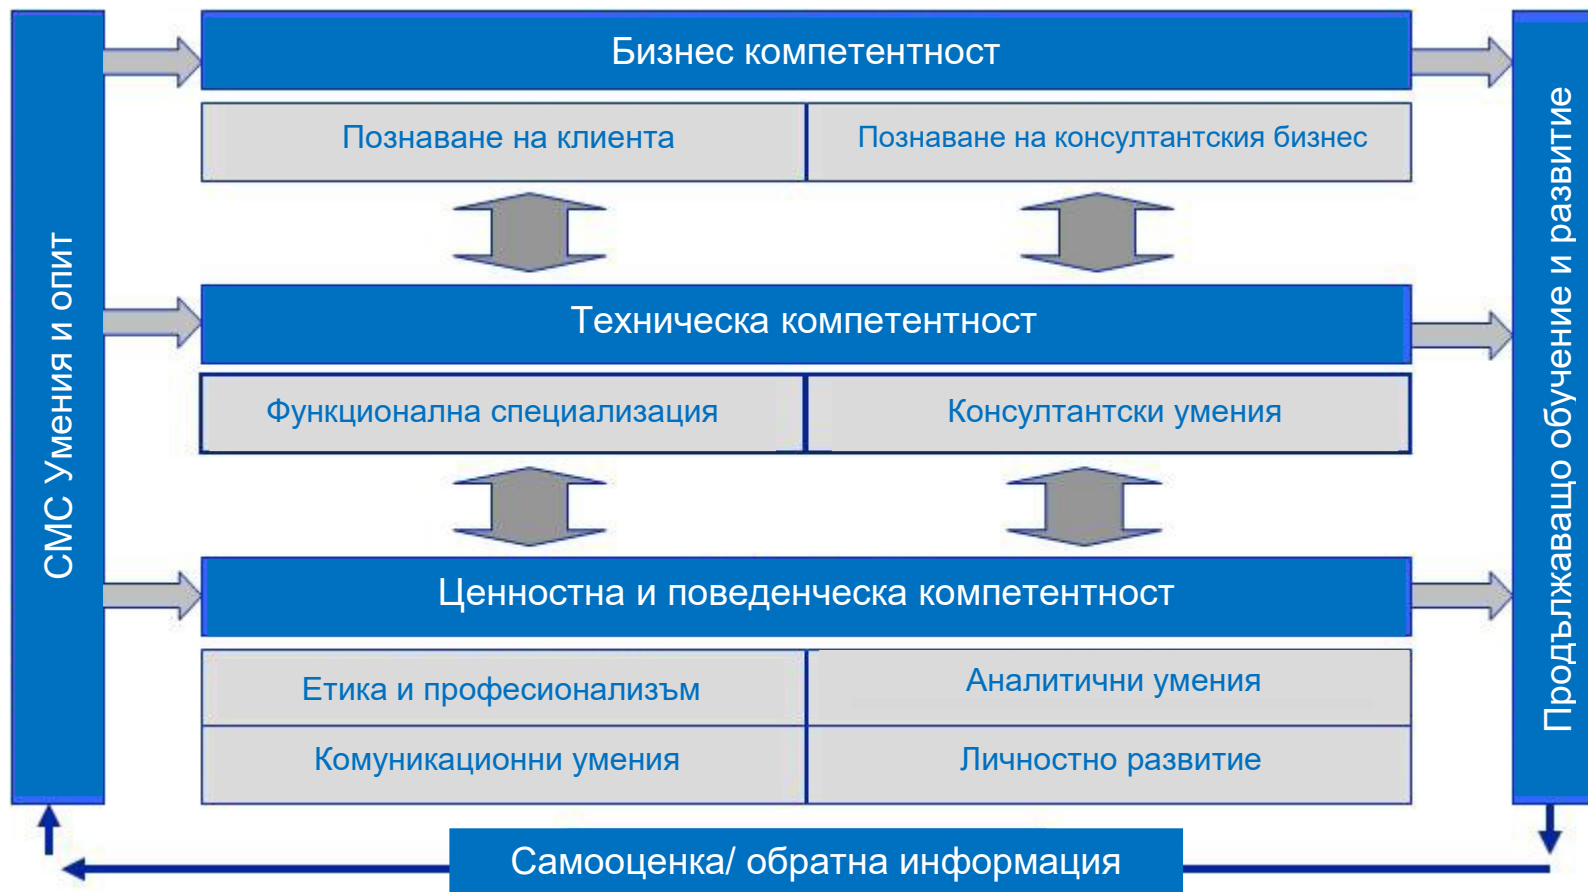 Бизнес компетентност
Познаване на клиента
Познаване на консултантския бизнес
СМС Умения и опит
Техническа компетентност
Функционална специализация
Консултантски умения
Продължаващо обучение и развитие
Ценностна и поведенческа компетентност
Етика и професионализъм
Аналитични умения
Комуникационни умения
Личностно развитие
Самооценка/ обратна информация